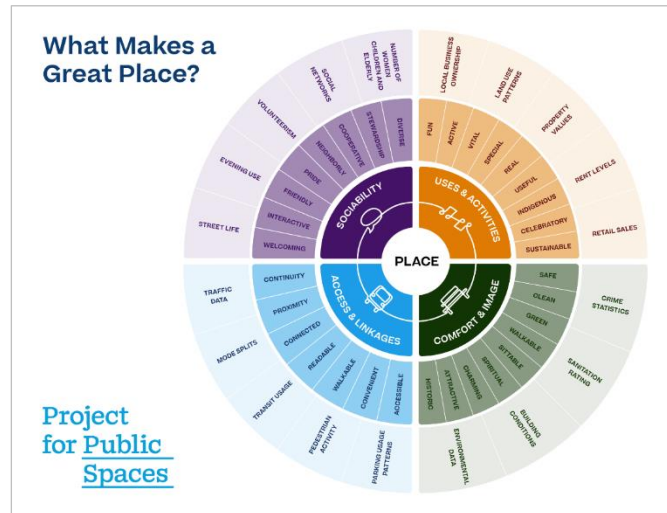 What Makes a
Great Place?
PLACE
SOCIABILITY
WELCOMING
INTERACTIVE
FRIENDLY
PRIDE
NEIGHBORLY
COOPERATIVE
STEWARDSHIP
DIVERSE
STREET LIFE
EVENING USE
VOLUNTEERISM
SOCIAL
NETWORKS
NUMBER OF
WOMEN
CHILDREN AND
ELDERLY
USES & ACTIVITIES
FUN
ACTIVE
VITAL
SPECIAL
REAL
USEFUL
INDIGENOUS
CELEBRATORY
SUSTAINABLE
LOCAL BUSINESS
OWNERSHIP
LAND USE
PATTERNS
PROPERTY
VALUES
RENT LEVELS
RETAIL SALES
COMFORT & IMAGE
SAFE
CLEAN
GREEN
WALKABLE
SITTABLE
SPIRITUAL
CHARMING
ATTRACTIVE
HISTORIC
CRIME
STATISTICS
SANITATION
RATING
BUILDING
CONDITIONS
ENVIRONMENTAL
DATA
ACCESS & LINKAGES
CONTINUITY
PROXIMITY
CONNECTED
READABLE
WALKABLE
CONVENIENT
ACCESSIBLE
TRAFFIC
DATA
MODE SPLITS
TRANSIT USAGE
PEDESTRIAN
ACTIVITY
PARKING USAGE
PATTERNS
Project
for Public
Spaces